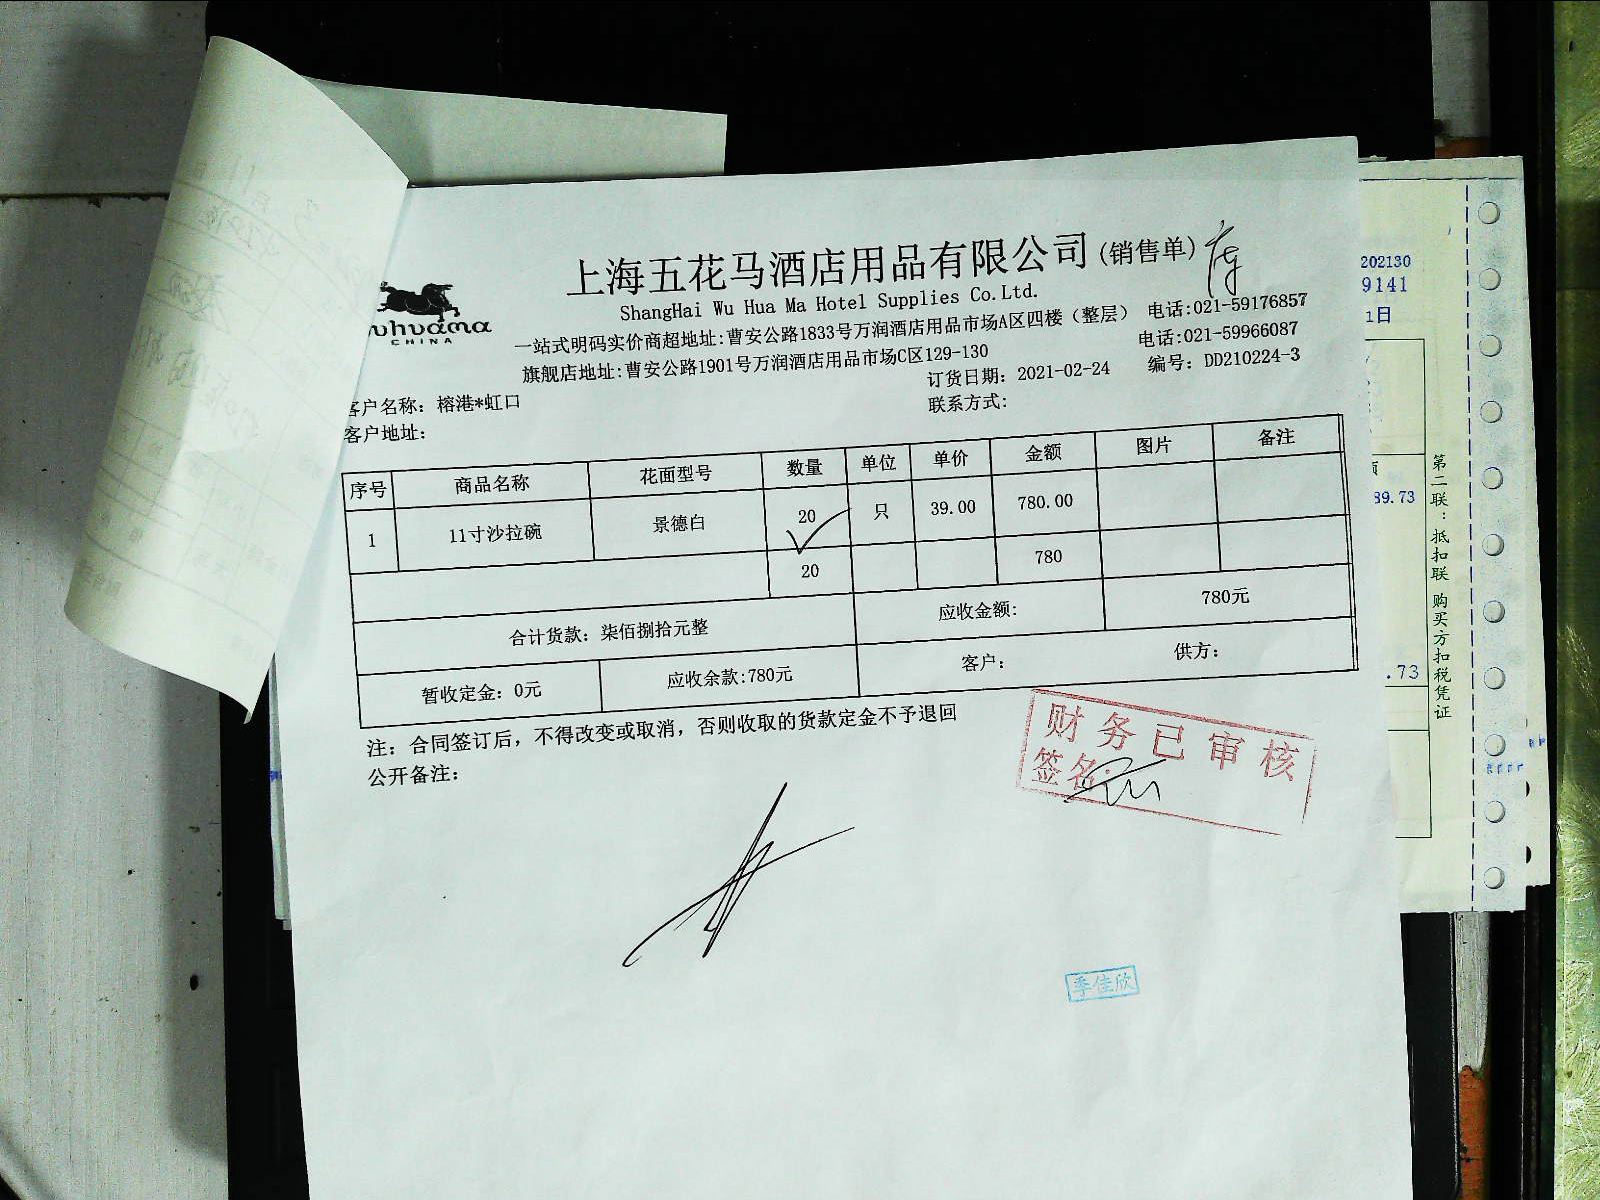 上海五花马酒店用品有限公司(销售单)
ShangHai Wu Hua Ma Hotel Supplies Co.Ltd.
uhuama
CHINA
一站式明码实价商超地址:曹安公路1833号万润酒店用品市场A区四楼（整层） 电话:021-59176857
旗舰店地址:曹安公路1901号万润酒店用品市场C区129-130 电话:021-59966087
订货日期: 2021-02-24 编号: DD210224-3
客户名称: 榕港*虹口 联系方式:
客户地址:
序号 商品名称 花面型号 数量 单位 单价 金额 图片 备注
1 11寸沙拉碗 景德白 20 只 39.00 780.00
20 780
合计货款: 柒佰捌拾元整 应收金额: 780元
暂收定金: 0元 应收余款:780元 客户: 供方:
注: 合同签订后, 不得改变或取消, 否则收取的货款定金不予退回
公开备注:
财务已审核
签名:
季佳欣
202130
9141
1日
89.73
.73
第二联: 抵扣联 购买方扣税凭证